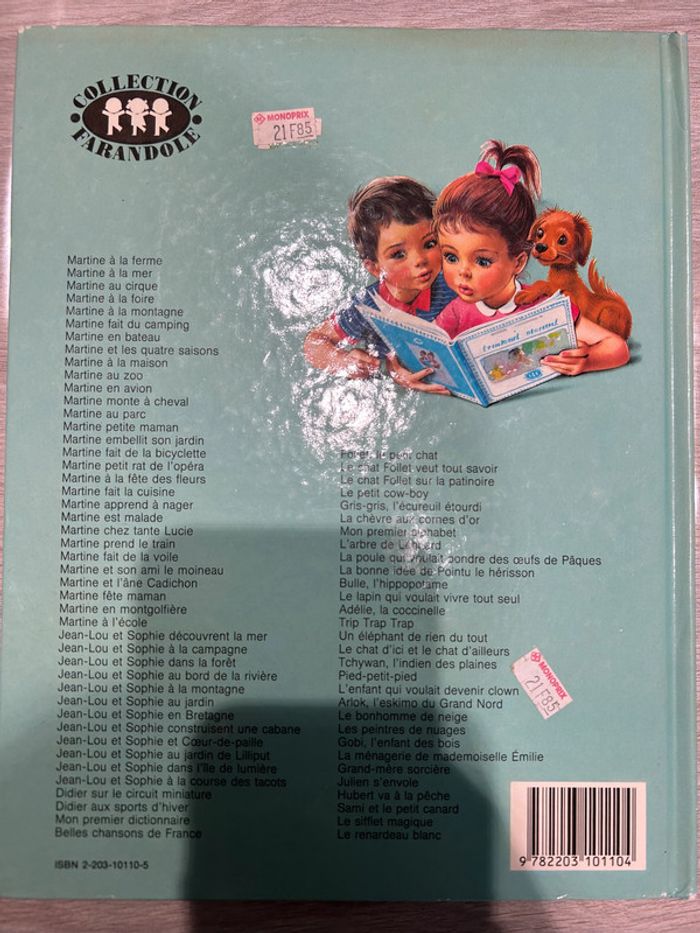 COLLECTION
FARANDOLE
MONOPRIX
21F85
Martine à la ferme
Martine à la mer
Martine au cirque
Martine à la foire
Martine à la montagne
Martine fait du camping
Martine en bateau
Martine et les quatre saisons
Martine à la maison
Martine au zoo
Martine en avion
Martine monte à cheval
Martine au parc
Martine petite maman
Martine embellit son jardin
Martine fait de la bicyclette
Martine petit rat de l'opéra
Martine à la fête des fleurs
Martine fait la cuisine
Martine apprend à nager
Martine est malade
Martine chez tante Lucie
Martine prend le train
Martine fait de la voile
Martine et son ami le moineau
Martine et l'âne Cadichon
Martine fête maman
Martine en montgolfière
Martine à l'école
Jean-Lou et Sophie découvrent la mer
Jean-Lou et Sophie à la campagne
Jean-Lou et Sophie dans la forêt
Jean-Lou et Sophie au bord de la rivière
Jean-Lou et Sophie à la montagne
Jean-Lou et Sophie au jardin
Jean-Lou et Sophie en Bretagne
Jean-Lou et Sophie construisent une cabane
Jean-Lou et Sophie et Cœur-de-paille
Jean-Lou et Sophie au jardin de Lilliput
Jean-Lou et Sophie dans l'île de lumière
Jean-Lou et Sophie à la course des tacots
Didier sur le circuit miniature
Didier aux sports d'hiver
Mon premier dictionnaire
Belles chansons de France
Follet, le petit chat
Le chat Follet veut tout savoir
Le chat Follet sur la patinoire
Le petit cow-boy
Gris-gris, l'écureuil étourdi
La chèvre aux cornes d'or
Mon premier alphabet
L'arbre de Léonard
La poule qui voulait pondre des œufs de Pâques
La bonne idée de Pointu le hérisson
Bulle, l'hippopotame
Le lapin qui voulait vivre tout seul
Adélie, la coccinelle
Trip Trap Trap
Un éléphant de rien du tout
Le chat d'ici et le chat d'ailleurs
Tchywan, l'indien des plaines
Pied-petit-pied
L'enfant qui voulait devenir clown
Arlok, l'eskimo du Grand Nord
Le bonhomme de neige
Les peintres de nuages
Gobi, l'enfant des bois
La ménagerie de mademoiselle Émilie
Grand-mère sorcière
Julien s'envole
Hubert va à la pêche
Sami et le petit canard
Le sifflet magique
Le renardeau blanc
MONOPRIX
21F85
ISBN 2-203-10110-5
9 782203 101104